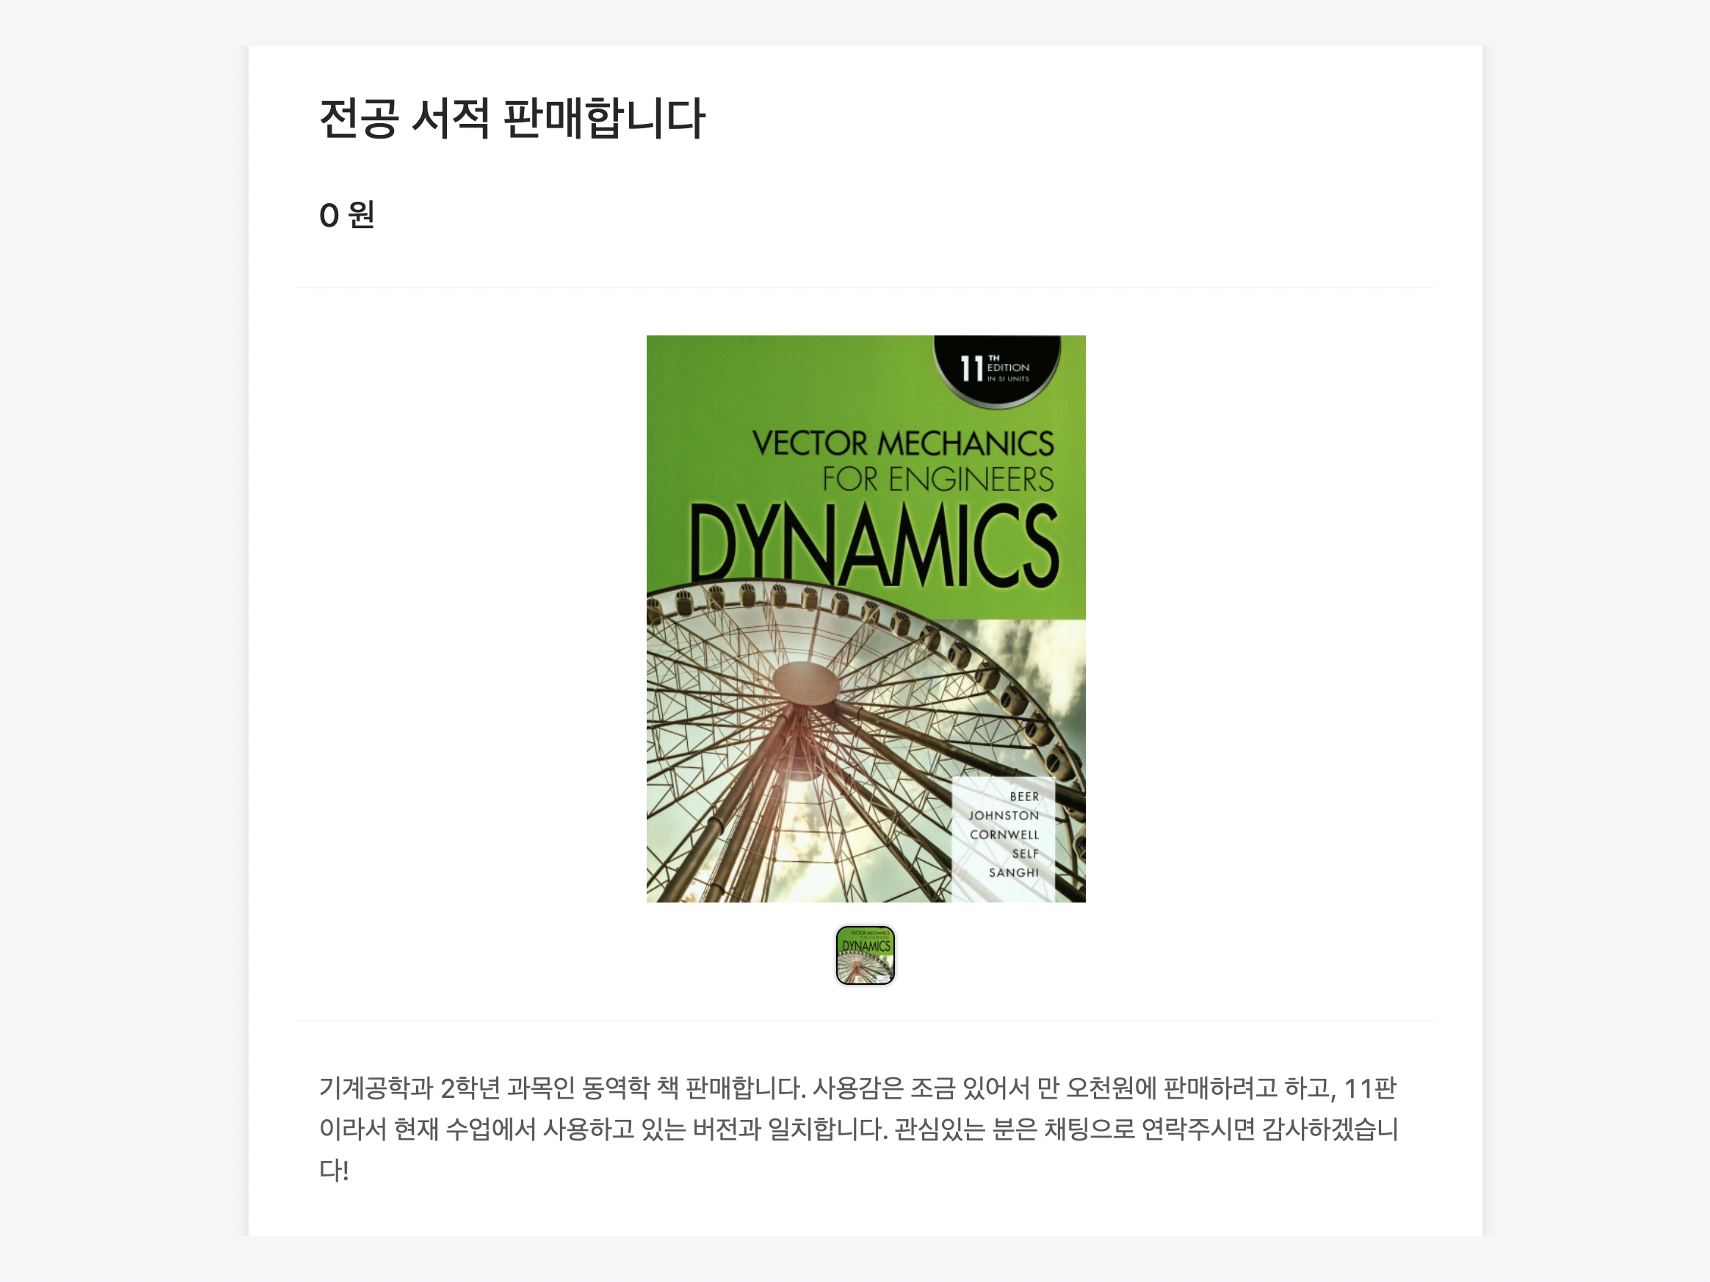 전공 서적 판매합니다
0 원
11TH
EDITION
IN SI UNITS
VECTOR MECHANICS
FOR ENGINEERS
DYNAMICS
BEER
JOHNSTON
CORNWELL
SELF
SANGHI
VECTOR MECHANICS
FOR ENGINEERS
DYNAMICS
기계공학과 2학년 과목인 동역학 책 판매합니다. 사용감은 조금 있어서 만 오천원에 판매하려고 하고, 11판
이라서 현재 수업에서 사용하고 있는 버전과 일치합니다. 관심있는 분은 채팅으로 연락주시면 감사하겠습니
다!